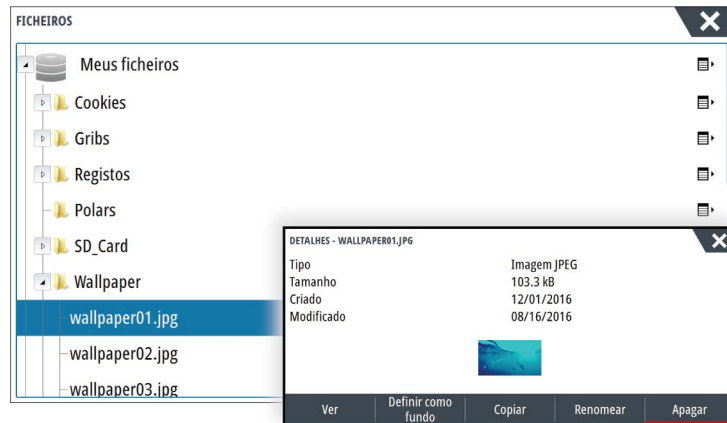 FICHEIROS
Meus ficheiros
Cookies
Gribs
Registos
Polars
SD_Card
Wallpaper
wallpaper01.jpg
wallpaper02.jpg
wallpaper03.jpg
DETALHES - WALLPAPER01.JPG
Tipo Imagem JPEG
Tamanho 103.3 kB
Criado 12/01/2016
Modificado 08/16/2016
Ver Definir como fundo Copiar Renomear Apagar